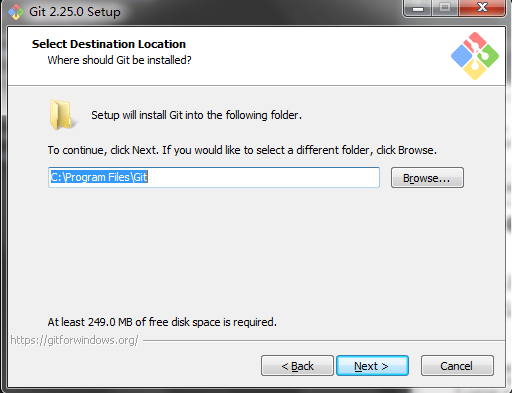 Git 2.25.0 Setup
Select Destination Location
Where should Git be installed?
Setup will install Git into the following folder.
To continue, click Next. If you would like to select a different folder, click Browse.
C:\Program Files\Git
Browse...
At least 249.0 MB of free disk space is required.
https://gitforwindows.org/
< Back
Next >
Cancel